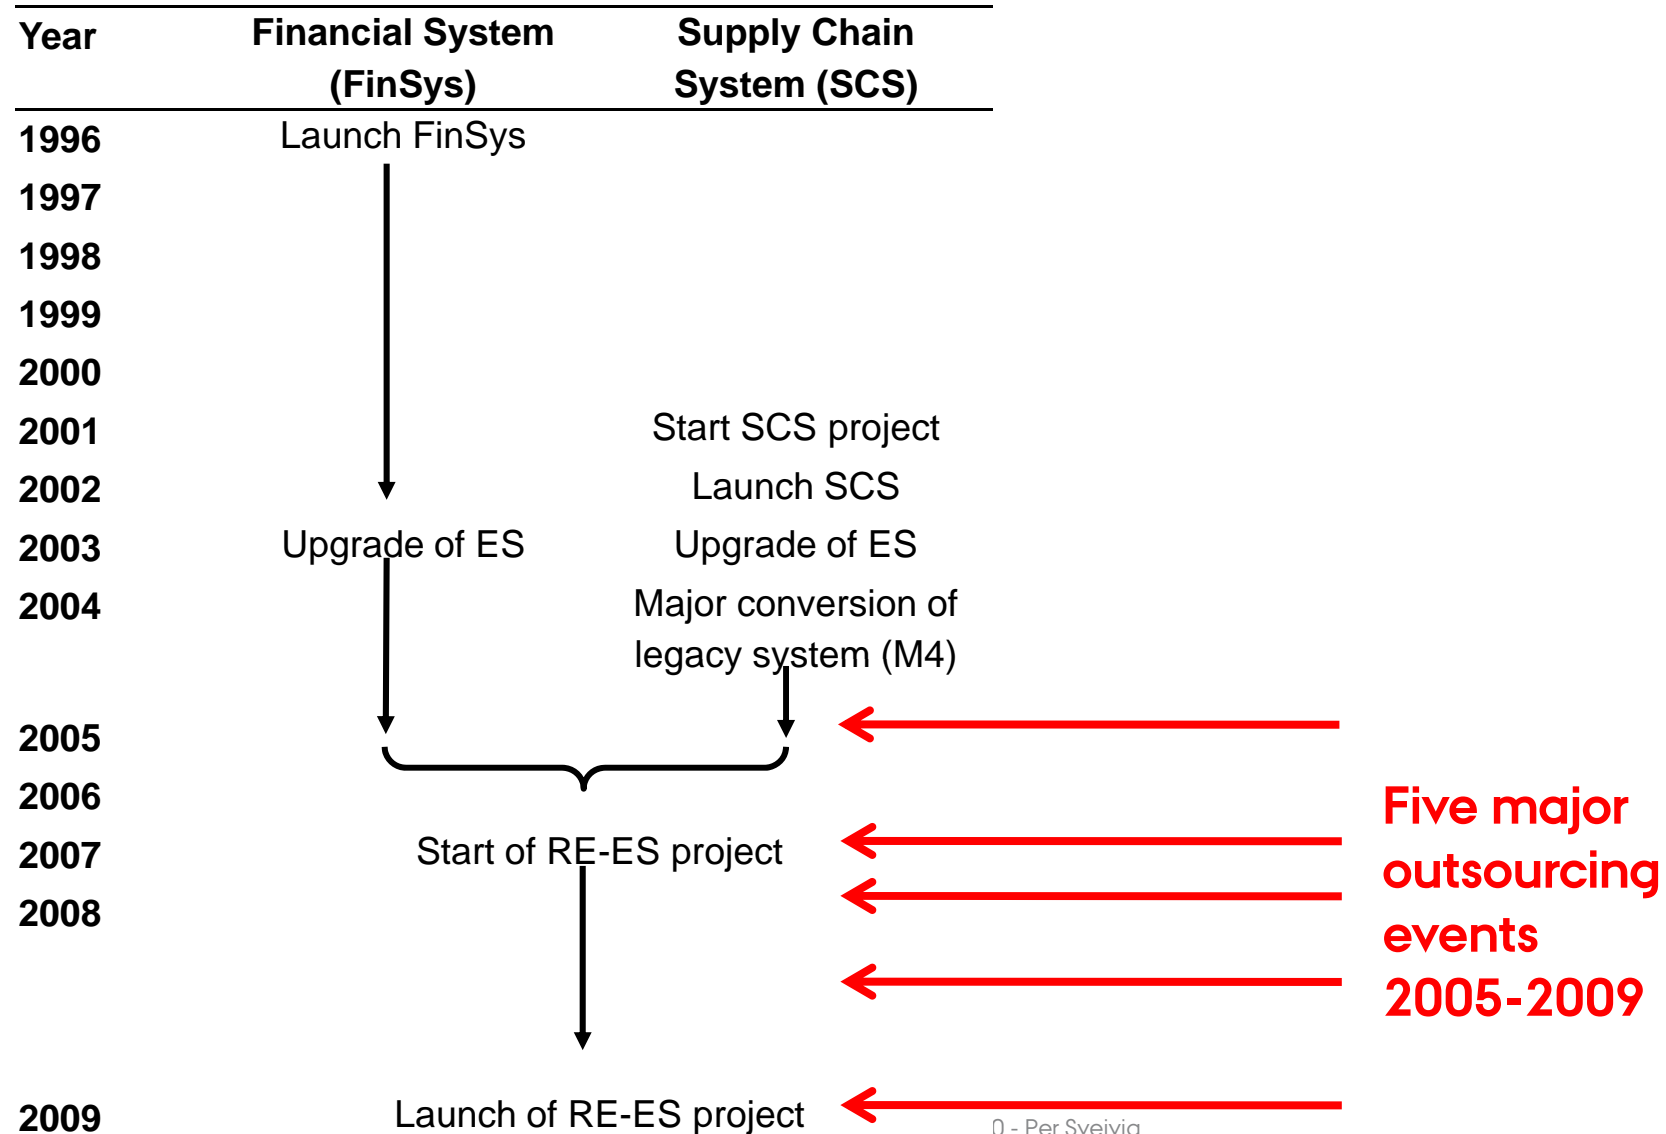 Year Financial System Supply Chain
(FinSys) System (SCS)
1996 Launch FinSys
1997
1998
1999
2000
2001 Start SCS project
2002 Launch SCS
2003 Upgrade of ES Upgrade of ES
2004 Major conversion of
legacy system (M4)
2005
2006
2007 Start of RE-ES project
2008
Five major
outsourcing
events
2005-2009
2009 Launch of RE-ES project
0 - Per Svejvig